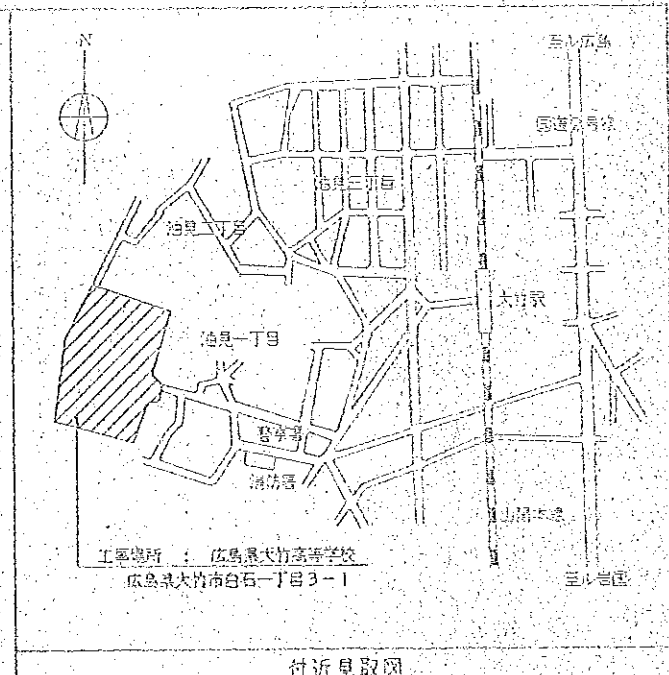 N
至ル広島
国道2号線
油見三丁目
油見二丁目
大竹駅
油見一丁目
警察署
消防署
山陽本線
工事場所 : 広島県大竹高等学校
広島県大竹市白石一丁目3-1
至ル岩国
付近見取図